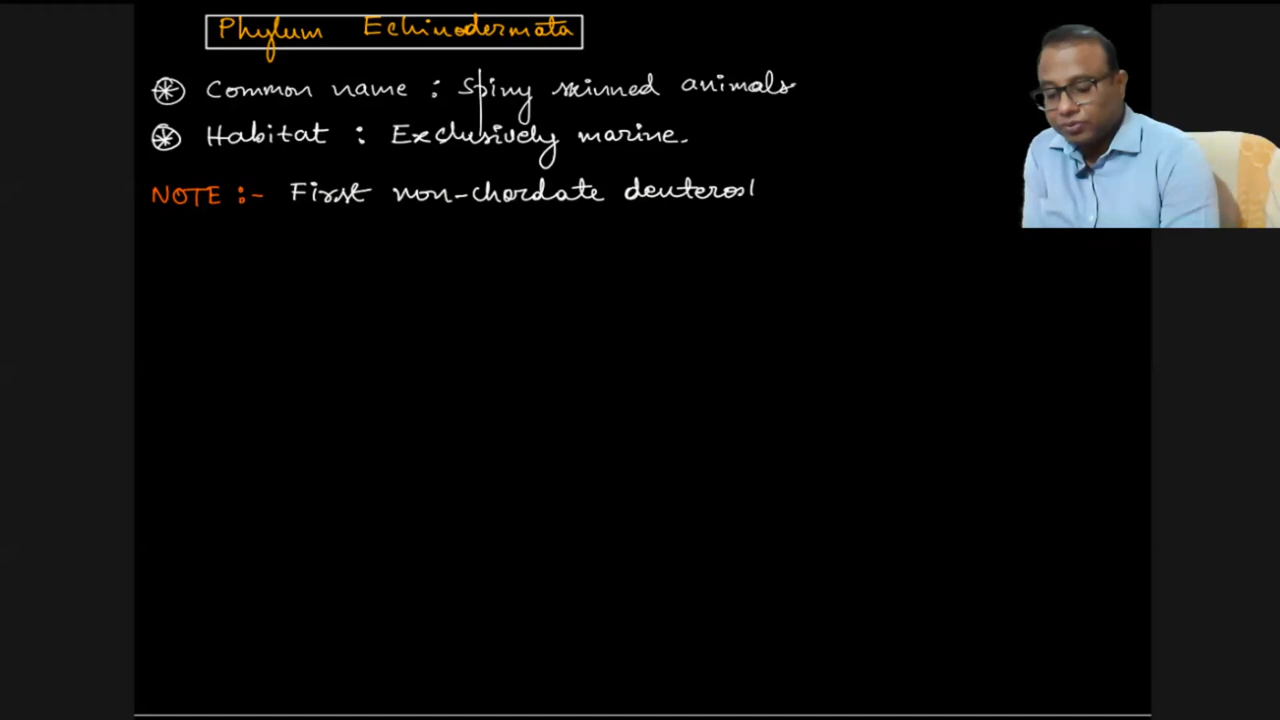 Phylum Echinodermata
Common name : Spiny skinned animals
Habitat : Exclusively marine.
NOTE :- First non-chordate deuteros